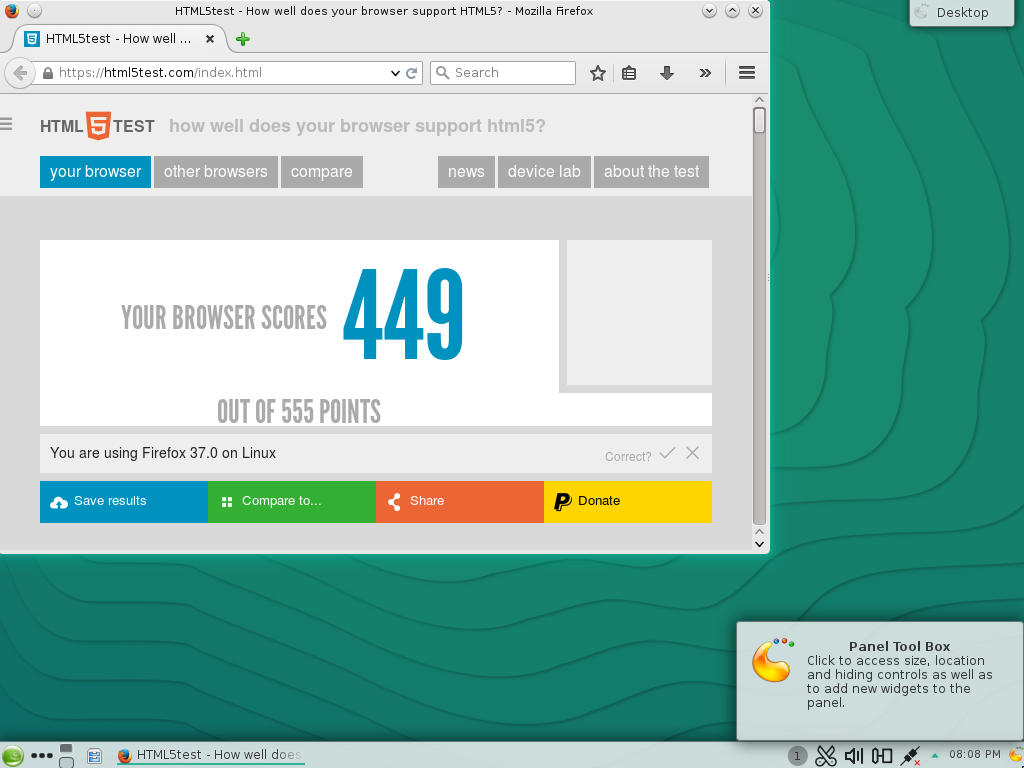 HTML5test - How well does your browser support HTML5? - Mozilla Firefox
Desktop
HTML5test - How well ...
https://html5test.com/index.html
Search
HTML 5 TEST how well does your browser support html5?
your browser other browsers compare news device lab about the test
YOUR BROWSER SCORES 449
OUT OF 555 POINTS
You are using Firefox 37.0 on Linux
Correct?
Save results Compare to... Share Donate
Panel Tool Box
Click to access size, location
and hiding controls as well as
to add new widgets to the
panel.
HTML5test - How well does
1
08:08 PM